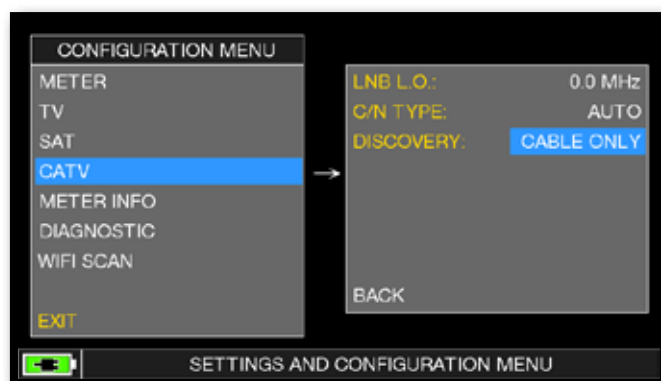 CONFIGURATION MENU
METER
TV
SAT
CATV
METER INFO
DIAGNOSTIC
WIFI SCAN
EXIT
→
LNB L.O.: 0.0 MHz
C/N TYPE: AUTO
DISCOVERY: CABLE ONLY
BACK
SETTINGS AND CONFIGURATION MENU